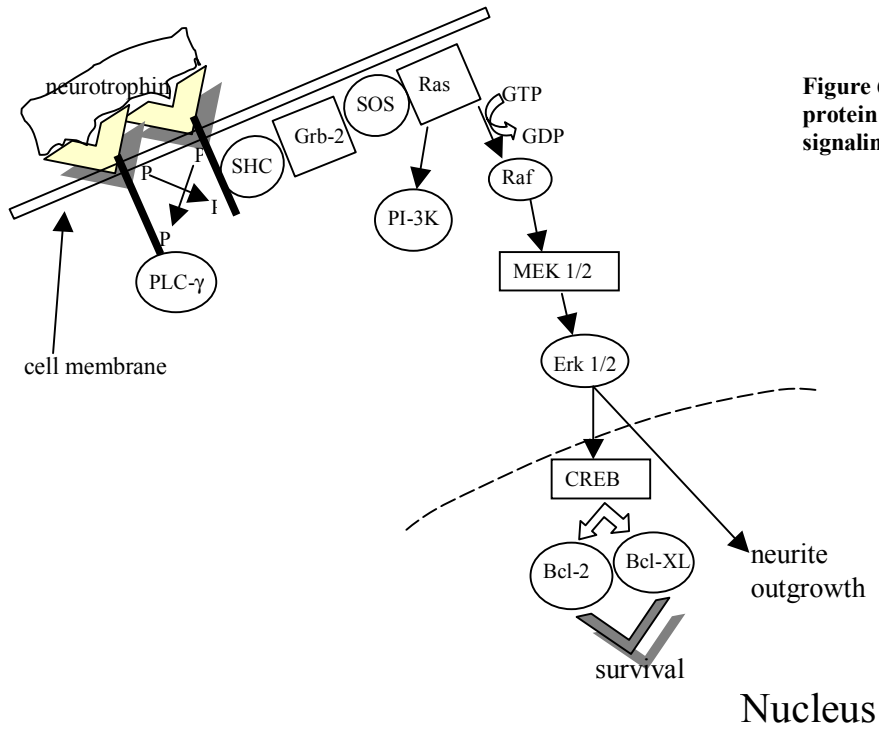 neurotrophin
Figure 6
protein
signalin
SOS
Ras
GTP
GDP
Grb-2
SHC
P
P
P
PI-3K
Raf
PLC-γ
MEK 1/2
cell membrane
Erk 1/2
CREB
Bcl-2
Bcl-XL
neurite
outgrowth
survival
Nucleus